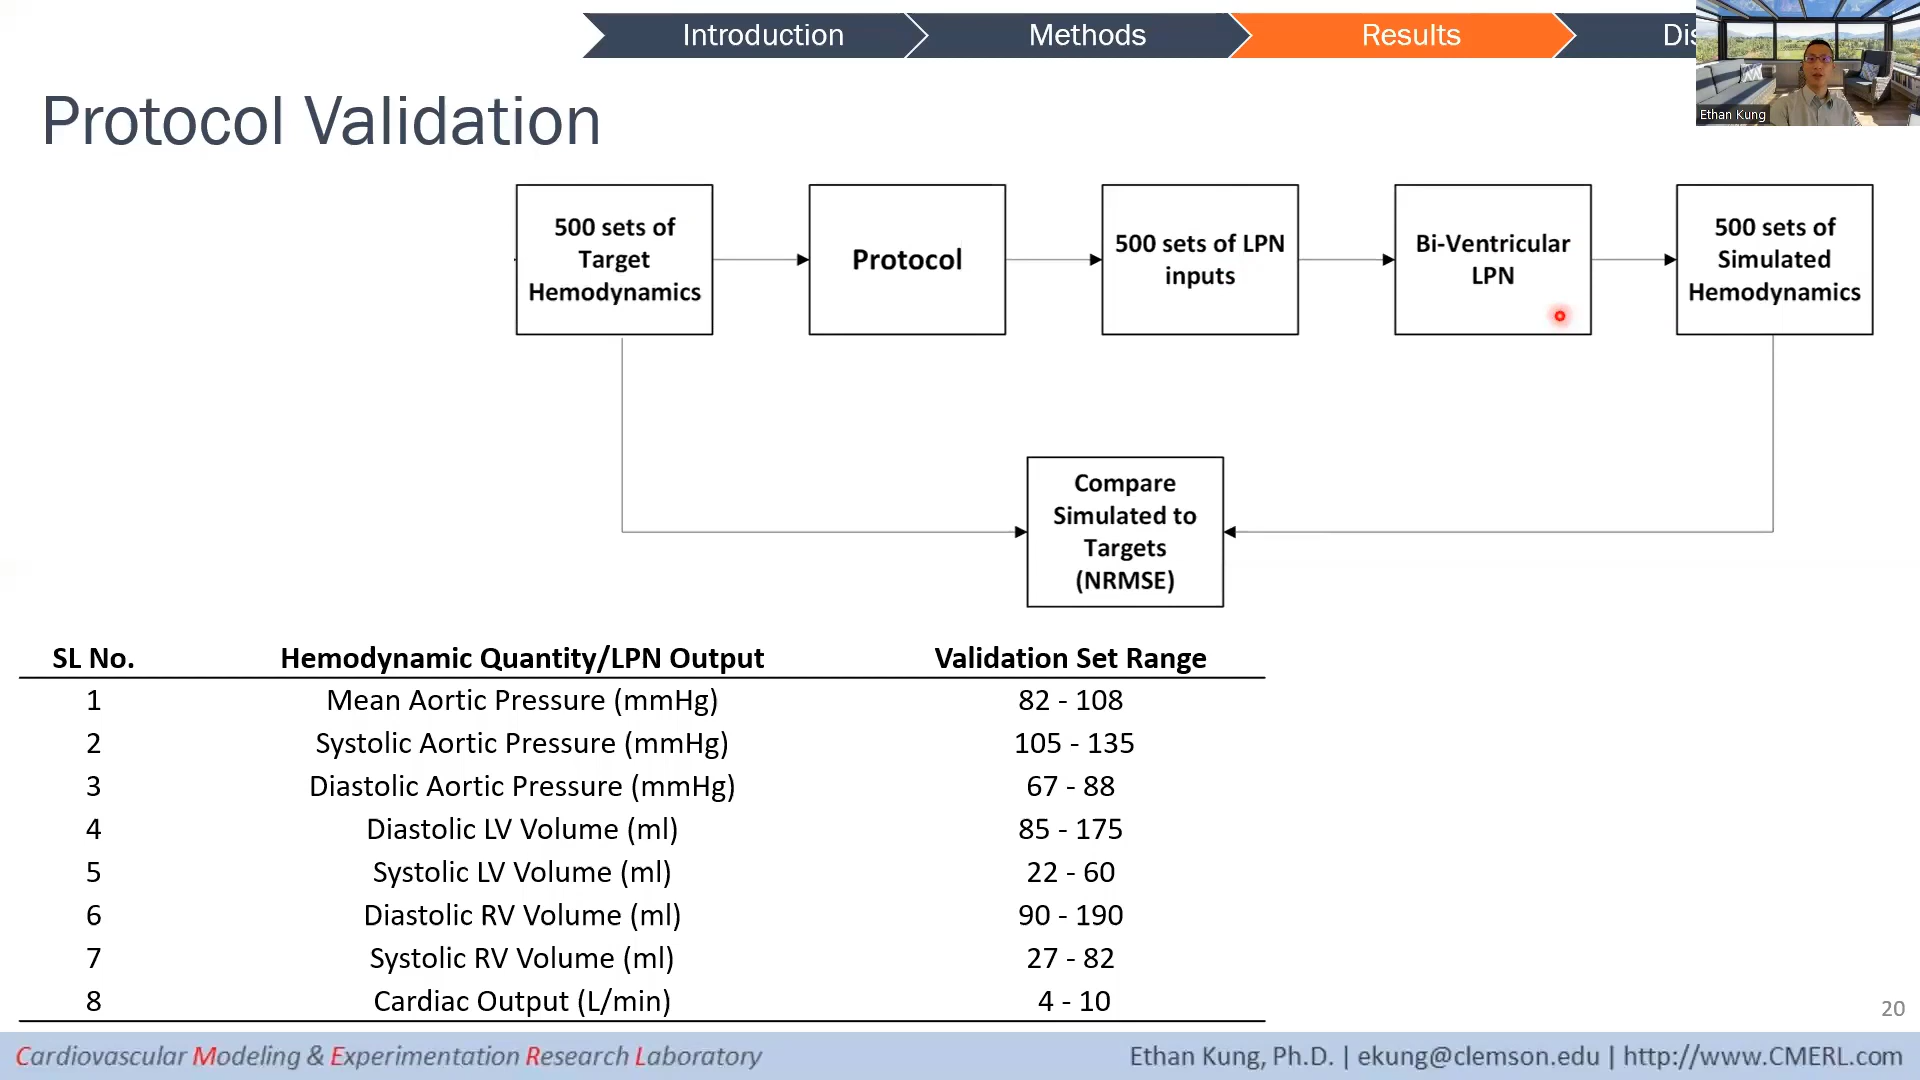 Introduction
Methods
Results
Dis
Ethan Kung
Protocol Validation
500 sets of
Target
Hemodynamics
Protocol
500 sets of LPN
inputs
Bi-Ventricular
LPN
500 sets of
Simulated
Hemodynamics
Compare
Simulated to
Targets
(NRMSE)
SL No. Hemodynamic Quantity/LPN Output Validation Set Range
1 Mean Aortic Pressure (mmHg) 82 - 108
2 Systolic Aortic Pressure (mmHg) 105 - 135
3 Diastolic Aortic Pressure (mmHg) 67 - 88
4 Diastolic LV Volume (ml) 85 - 175
5 Systolic LV Volume (ml) 22 - 60
6 Diastolic RV Volume (ml) 90 - 190
7 Systolic RV Volume (ml) 27 - 82
8 Cardiac Output (L/min) 4 - 10
20
Cardiovascular Modeling & Experimentation Research Laboratory
Ethan Kung, Ph.D. | ekung@clemson.edu | http://www.CMERL.com